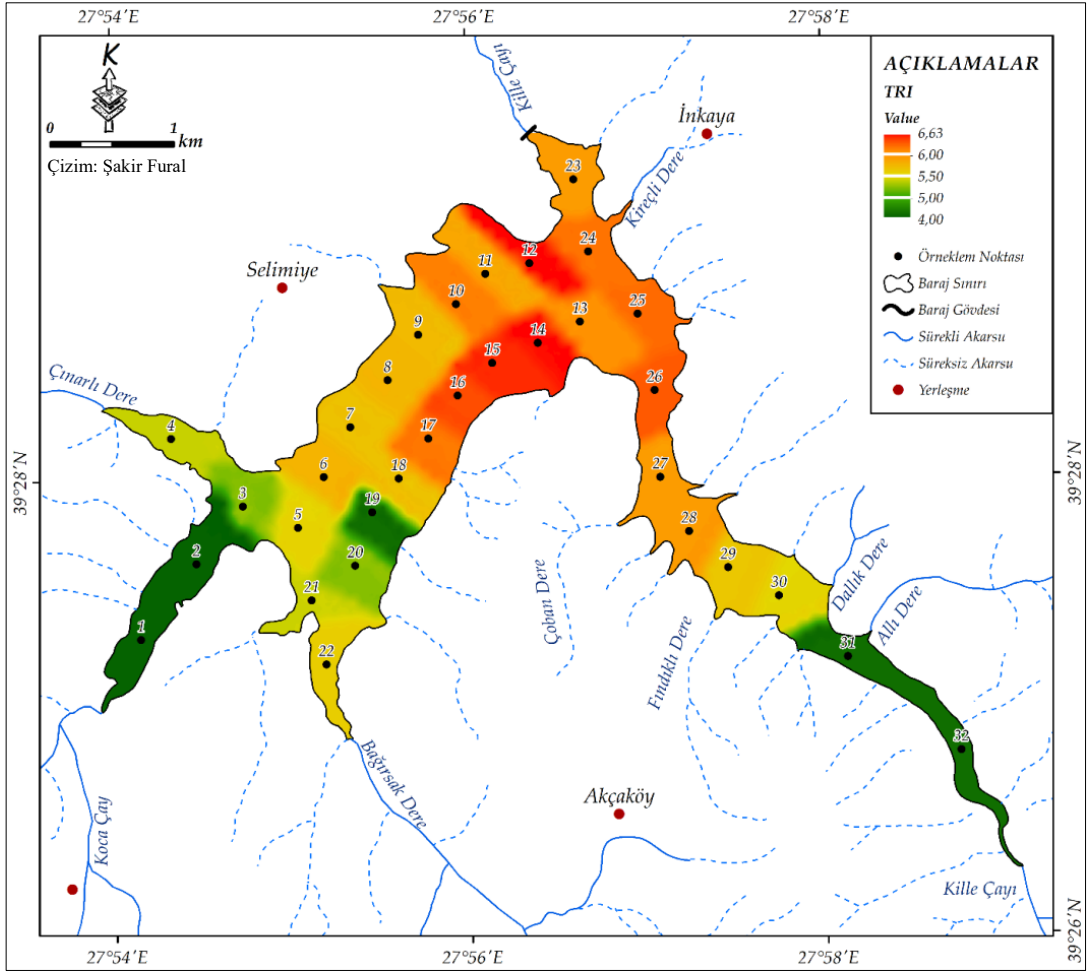 27°54'E
27°56'E
27°58'E
K
0
1
km
Çizim: Şakir Fural
Kille Çayı
İnkaya
Kireçli Dere
Selimiye
Çınarlı Dere
AÇIKLAMALAR
TRI
Value
6,63
6,00
5,50
5,00
4,00
Örneklem Noktası
Baraj Sınırı
Baraj Gövdesi
Sürekli Akarsu
Süreksiz Akarsu
Yerleşme
23
24
12
11
25
10
13
9
14
15
8
16
26
7
17
4
6
18
27
3
19
5
28
2
20
29
21
30
1
22
31
32
39°28'N
39°28'N
Çoban Dere
Fındıklı Dere
Dallık Dere
Allı Dere
Bağırsak Dere
Akçaköy
Koca Çay
Kille Çayı
39°26'N
27°54'E
27°56'E
27°58'E